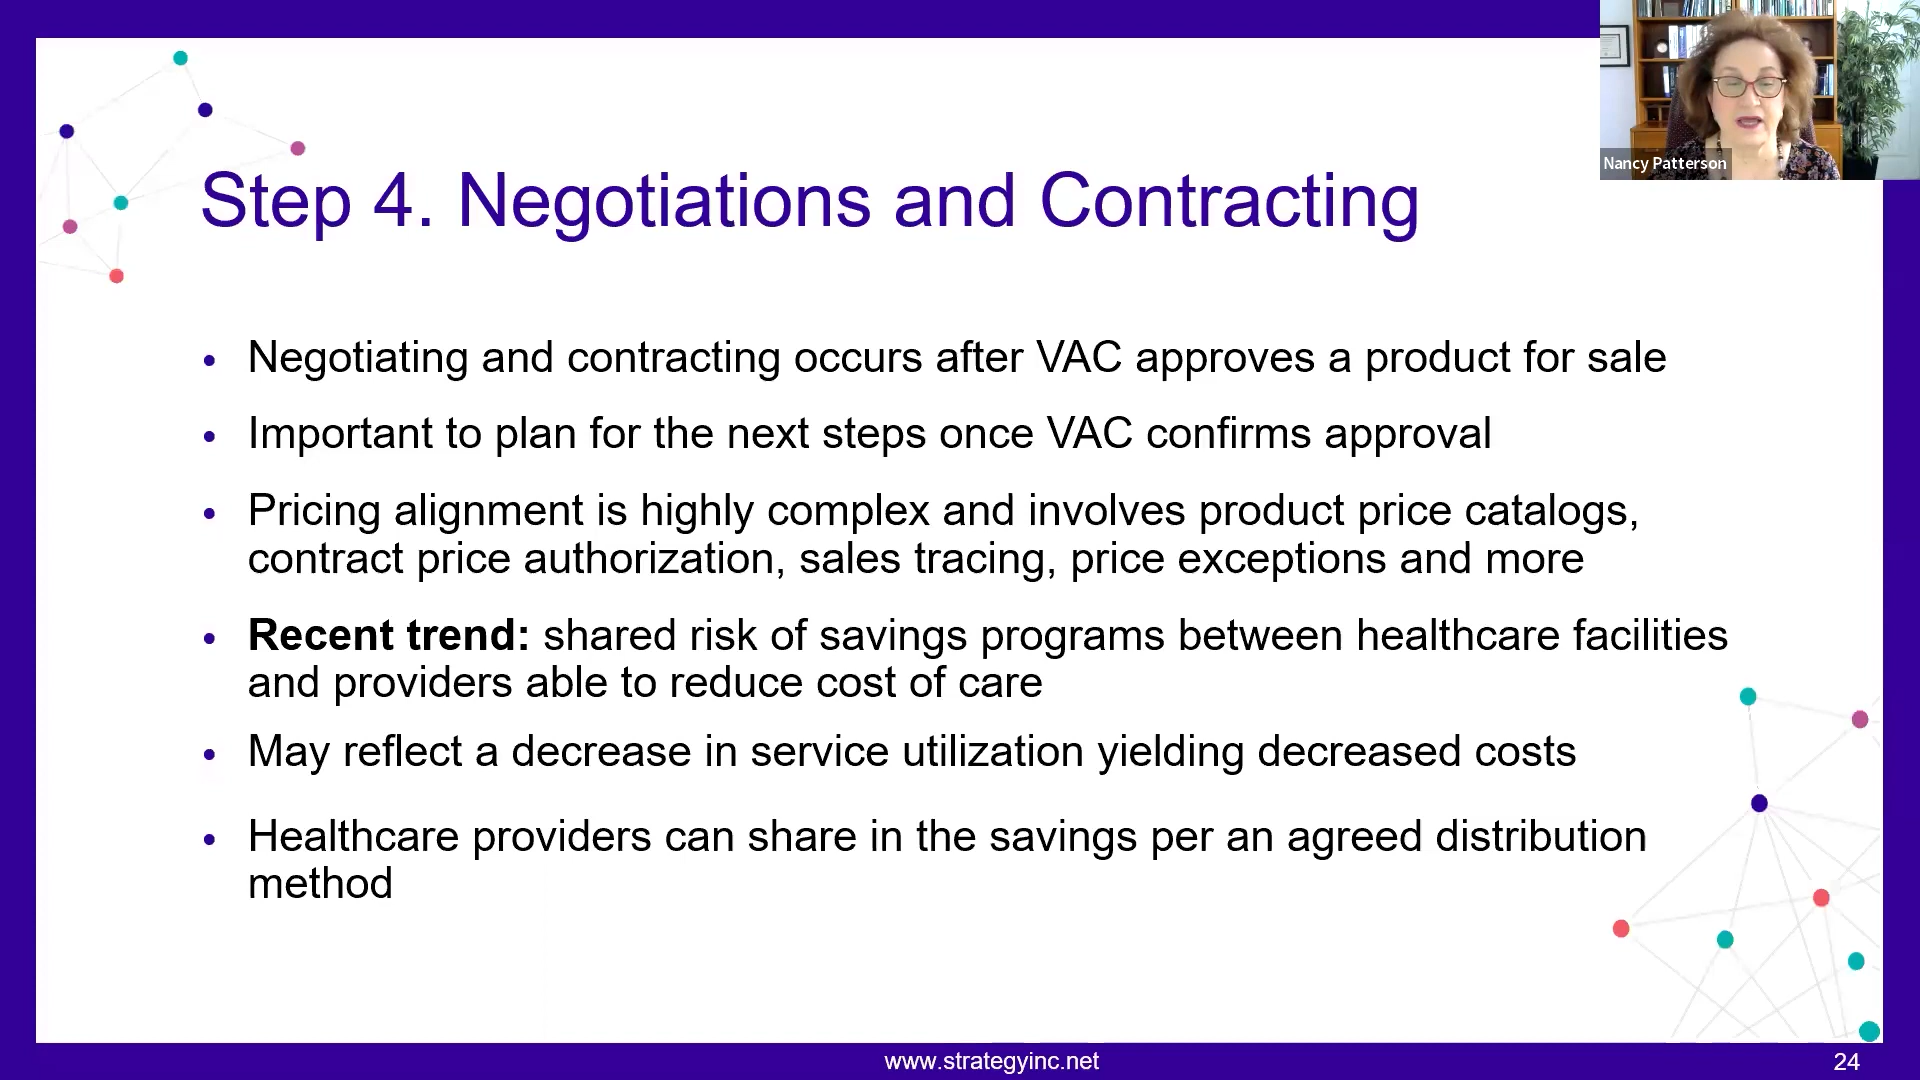 Nancy Patterson
Step 4. Negotiations and Contracting
• Negotiating and contracting occurs after VAC approves a product for sale
• Important to plan for the next steps once VAC confirms approval
• Pricing alignment is highly complex and involves product price catalogs,
contract price authorization, sales tracing, price exceptions and more
• Recent trend: shared risk of savings programs between healthcare facilities
and providers able to reduce cost of care
• May reflect a decrease in service utilization yielding decreased costs
• Healthcare providers can share in the savings per an agreed distribution
method
www.strategyinc.net
24